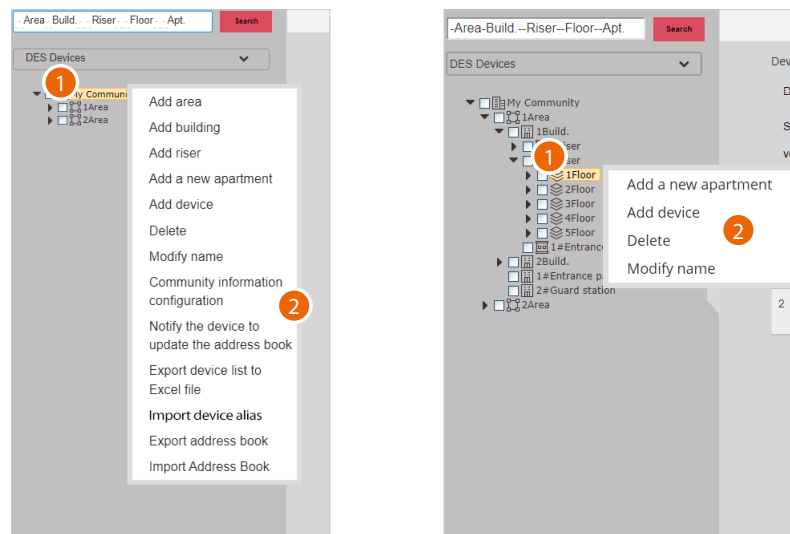 - Area - Build. - - Riser - - Floor - - Apt.
Search
DES Devices
1
My Communi
1Area
2Area
Add area
Add building
Add riser
Add a new apartment
Add device
Delete
Modify name
Community information
configuration
2
Notify the device to
update the address book
Export device list to
Excel file
Import device alias
Export address book
Import Address Book
-Area-Build.--Riser--Floor--Apt.
Search
DES Devices
My Community
1Area
1Build.
1
ser
ser
1Floor
2Floor
3Floor
4Floor
5Floor
1#Entrance
2Build.
1#Entrance p
2#Guard station
2Area
Add a new apartment
Add device
Delete
2
Modify name
Dev
D
S
v
2